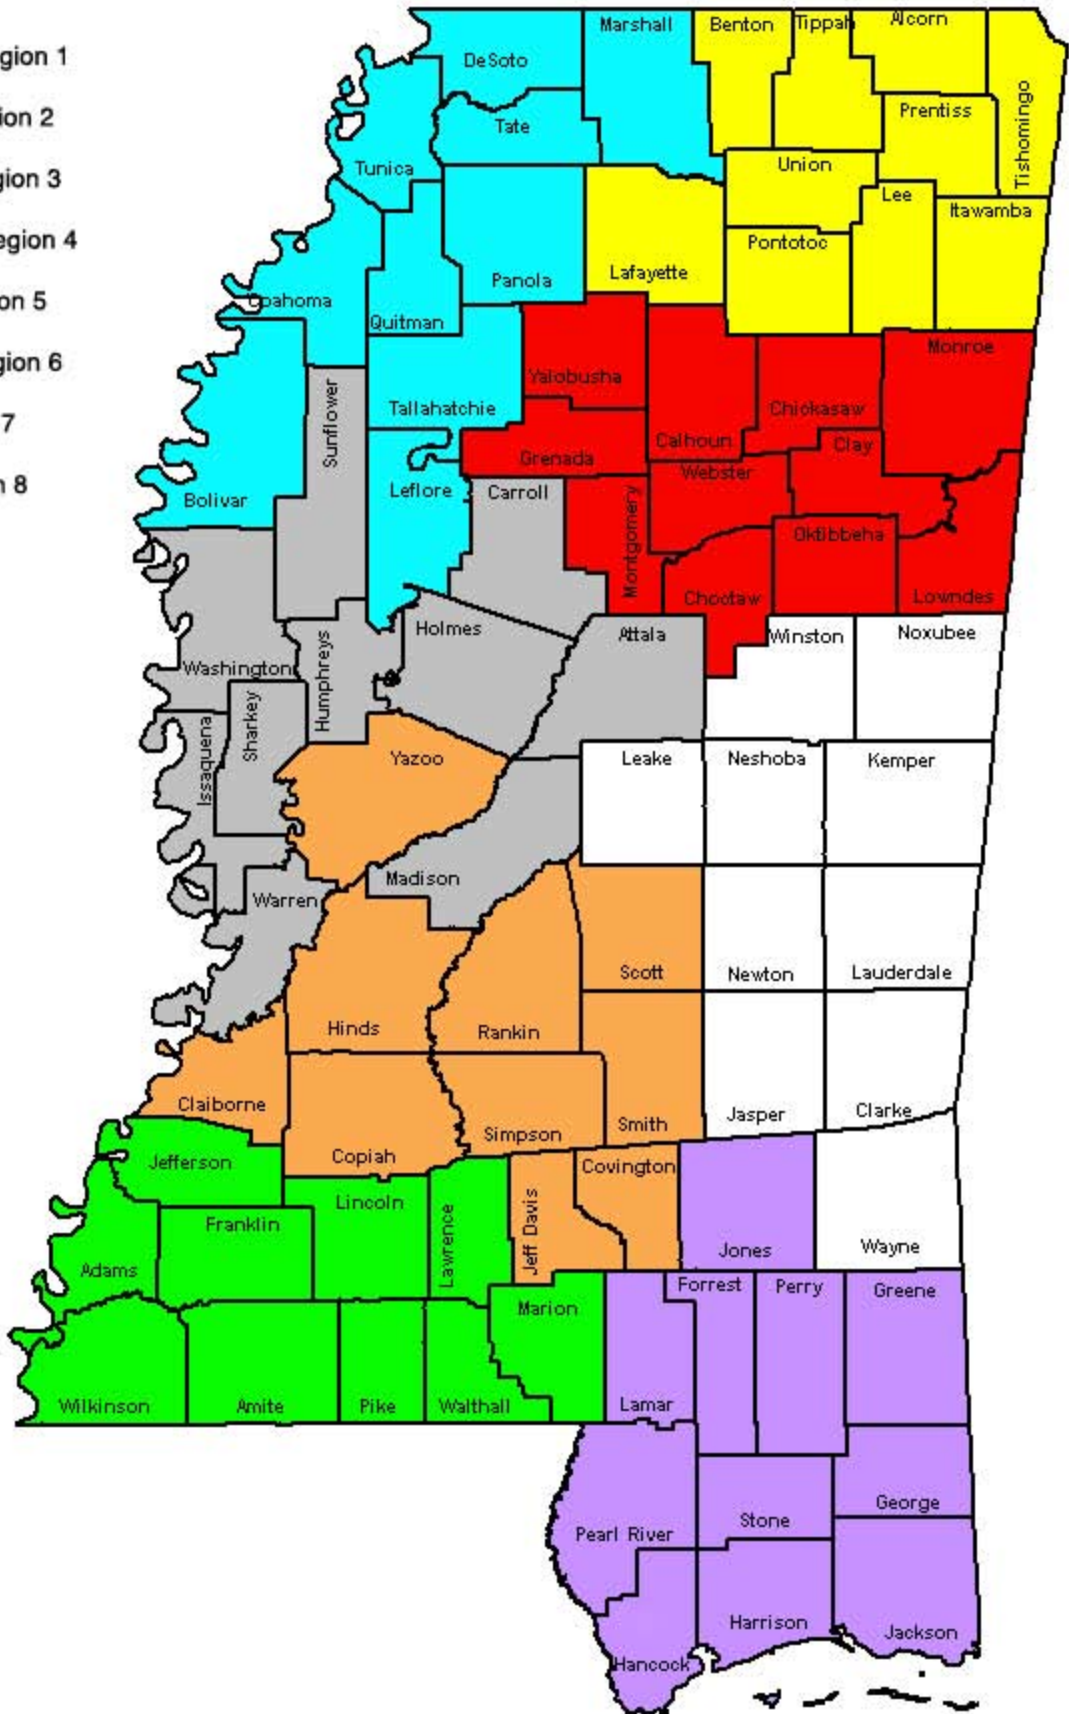 gion 1
ion 2
gion 3
egion 4
on 5
gion 6
7
n 8
DeSoto
Marshall
Benton
Tippah
Alcorn
Tishomingo
Prentiss
Tate
Tunica
Union
Lee
Itawamba
Pontotoc
Lafayette
Panola
Coahoma
Quitman
Yalobusha
Monroe
Tallahatchie
Chickasaw
Sunflower
Calhoun
Clay
Grenada
Webster
Bolivar
Leflore
Carroll
Montgomery
Oktibbeha
Choctaw
Lowndes
Holmes
Attala
Winston
Noxubee
Washington
Humphreys
Sharkey
Issaquena
Yazoo
Leake
Neshoba
Kemper
Madison
Warren
Scott
Newton
Lauderdale
Hinds
Rankin
Claiborne
Simpson
Smith
Jasper
Clarke
Copiah
Jefferson
Covington
Lincoln
Lawrence
Jeff Davis
Franklin
Jones
Wayne
Adams
Marion
Forrest
Perry
Greene
Wilkinson
Amite
Pike
Walthall
Lamar
George
Stone
Pearl River
Harrison
Jackson
Hancock